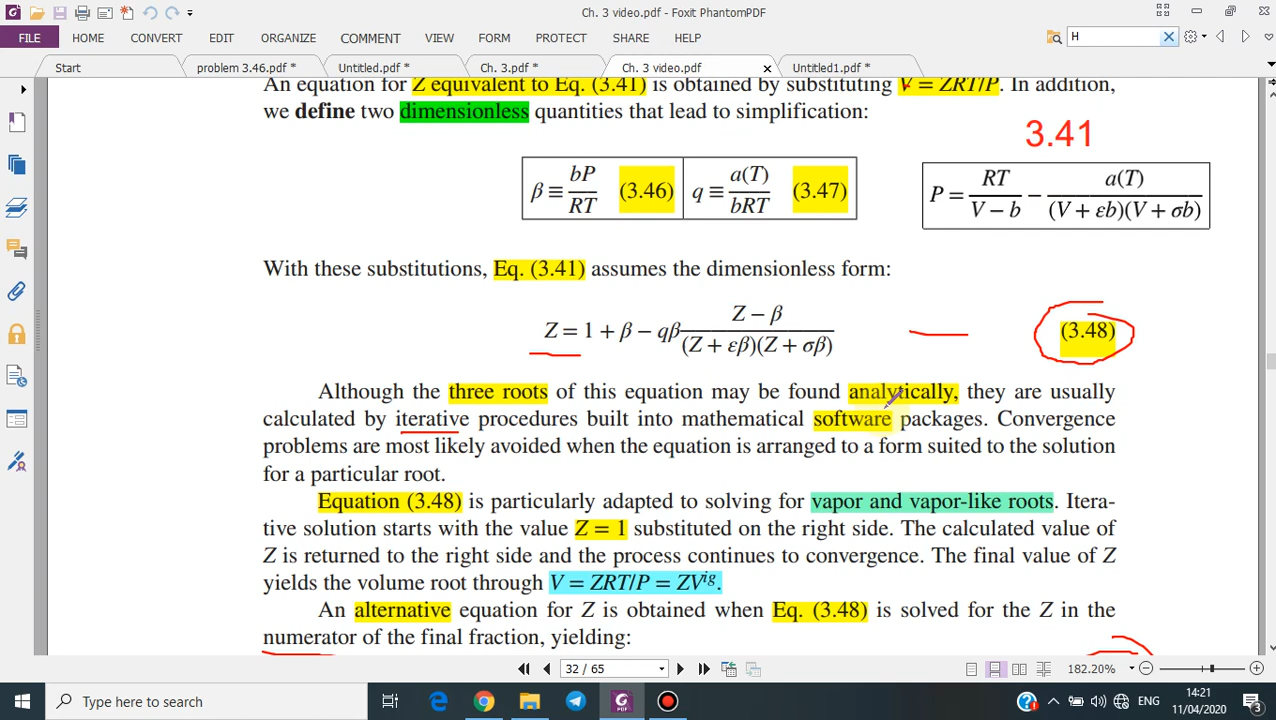 Ch. 3 video.pdf - Foxit PhantomPDF
FILE HOME CONVERT EDIT ORGANIZE COMMENT VIEW FORM PROTECT SHARE HELP
H
Start problem 3.46.pdf * Untitled.pdf * Ch. 3.pdf * Ch. 3 video.pdf Untitled1.pdf *
An equation for Z equivalent to Eq. (3.41) is obtained by substituting V = ZRT/P. In addition,
we define two dimensionless quantities that lead to simplification:
3.41
β ≡ bP/RT (3.46) q ≡ a(T)/bRT (3.47)
P = RT/(V − b) − a(T)/((V + εb)(V + σb))
With these substitutions, Eq. (3.41) assumes the dimensionless form:
Z = 1 + β − qβ (Z − β)/((Z + εβ)(Z + σβ)) (3.48)
Although the three roots of this equation may be found analytically, they are usually
calculated by iterative procedures built into mathematical software packages. Convergence
problems are most likely avoided when the equation is arranged to a form suited to the solution
for a particular root.
Equation (3.48) is particularly adapted to solving for vapor and vapor-like roots. Itera-
tive solution starts with the value Z = 1 substituted on the right side. The calculated value of
Z is returned to the right side and the process continues to convergence. The final value of Z
yields the volume root through V = ZRT/P = ZVⁱᵍ.
An alternative equation for Z is obtained when Eq. (3.48) is solved for the Z in the
numerator of the final fraction, yielding:
32 / 65
182.20%
Type here to search
ENG
14:21
11/04/2020
3